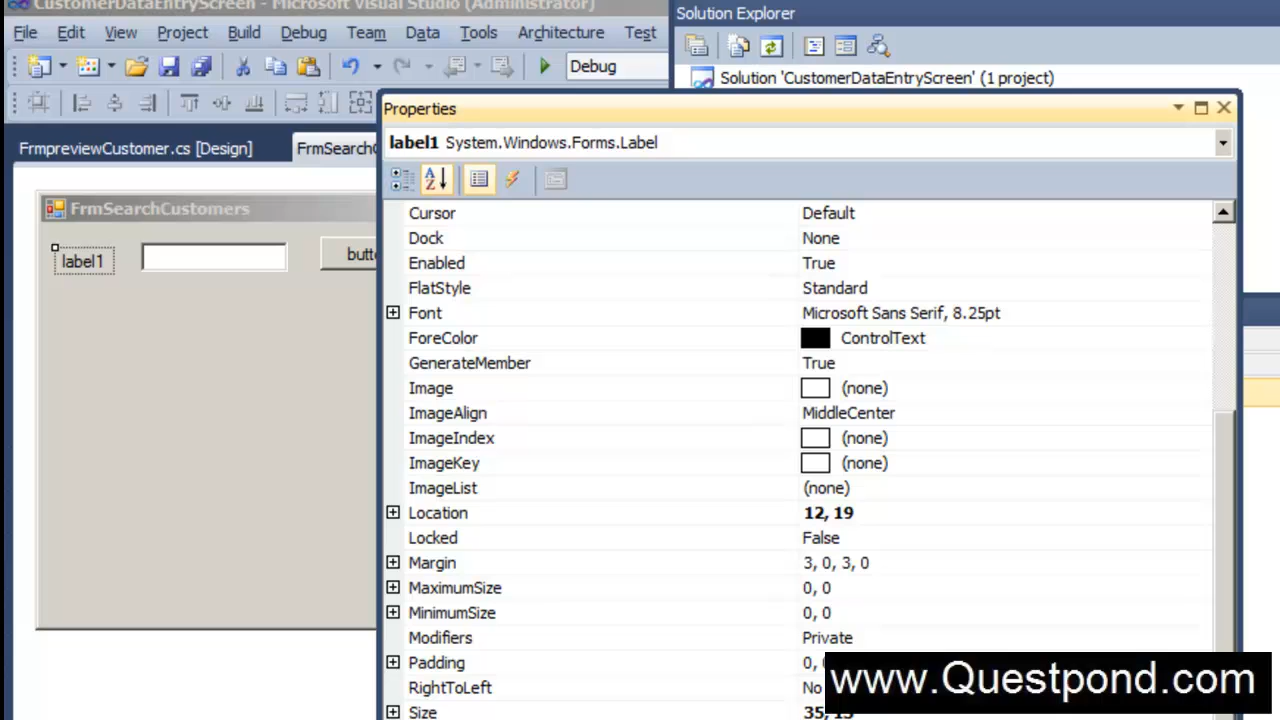 CustomerDataEntryScreen - Microsoft Visual Studio (Administrator)
File Edit View Project Build Debug Team Data Tools Architecture Test
Debug
Solution Explorer
Solution 'CustomerDataEntryScreen' (1 project)
FrmpreviewCustomer.cs [Design]
FrmSearchC
FrmSearchCustomers
label1
butt
Properties
label1 System.Windows.Forms.Label
Cursor Default
Dock None
Enabled True
FlatStyle Standard
Font Microsoft Sans Serif, 8.25pt
ForeColor ControlText
GenerateMember True
Image (none)
ImageAlign MiddleCenter
ImageIndex (none)
ImageKey (none)
ImageList (none)
Location 12, 19
Locked False
Margin 3, 0, 3, 0
MaximumSize 0, 0
MinimumSize 0, 0
Modifiers Private
Padding 0,
RightToLeft No
Size 35, 13
www.Questpond.com